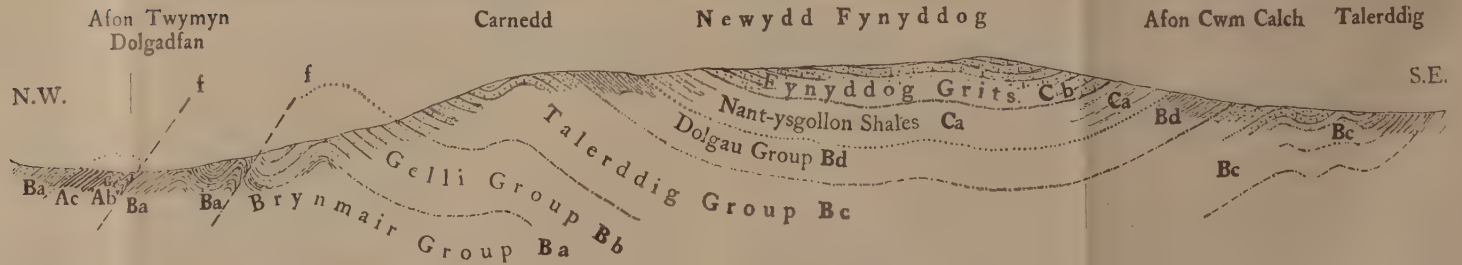 Afon Twymyn
Dolgadfan
Carnedd
Newydd Fynyddog
Afon Cwm Calch
Talerddig
N.W.
f
f
S.E.
Fynyddog Grits Cb
Nant-ysgollon Shales Ca
Ca
Dolgau Group Bd
Bd
Talerddig Group Bc
Bc
Bc
Gelli Group Bb
Brynmair Group Ba
Ba
Ac
Ab
Ba
Ba